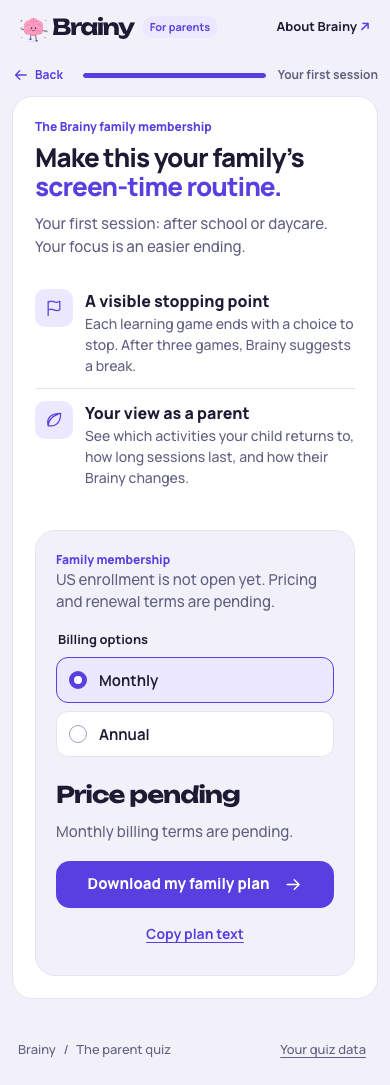 Brainy For parents About Brainy ↗
← Back Your first session
The Brainy family membership
Make this your family’s
screen-time routine.
Your first session: after school or daycare.
Your focus is an easier ending.
A visible stopping point
Each learning game ends with a choice to
stop. After three games, Brainy suggests
a break.
Your view as a parent
See which activities your child returns to,
how long sessions last, and how their
Brainy changes.
Family membership
US enrollment is not open yet. Pricing
and renewal terms are pending.
Billing options
Monthly
Annual
Price pending
Monthly billing terms are pending.
Download my family plan →
Copy plan text
Brainy / The parent quiz Your quiz data